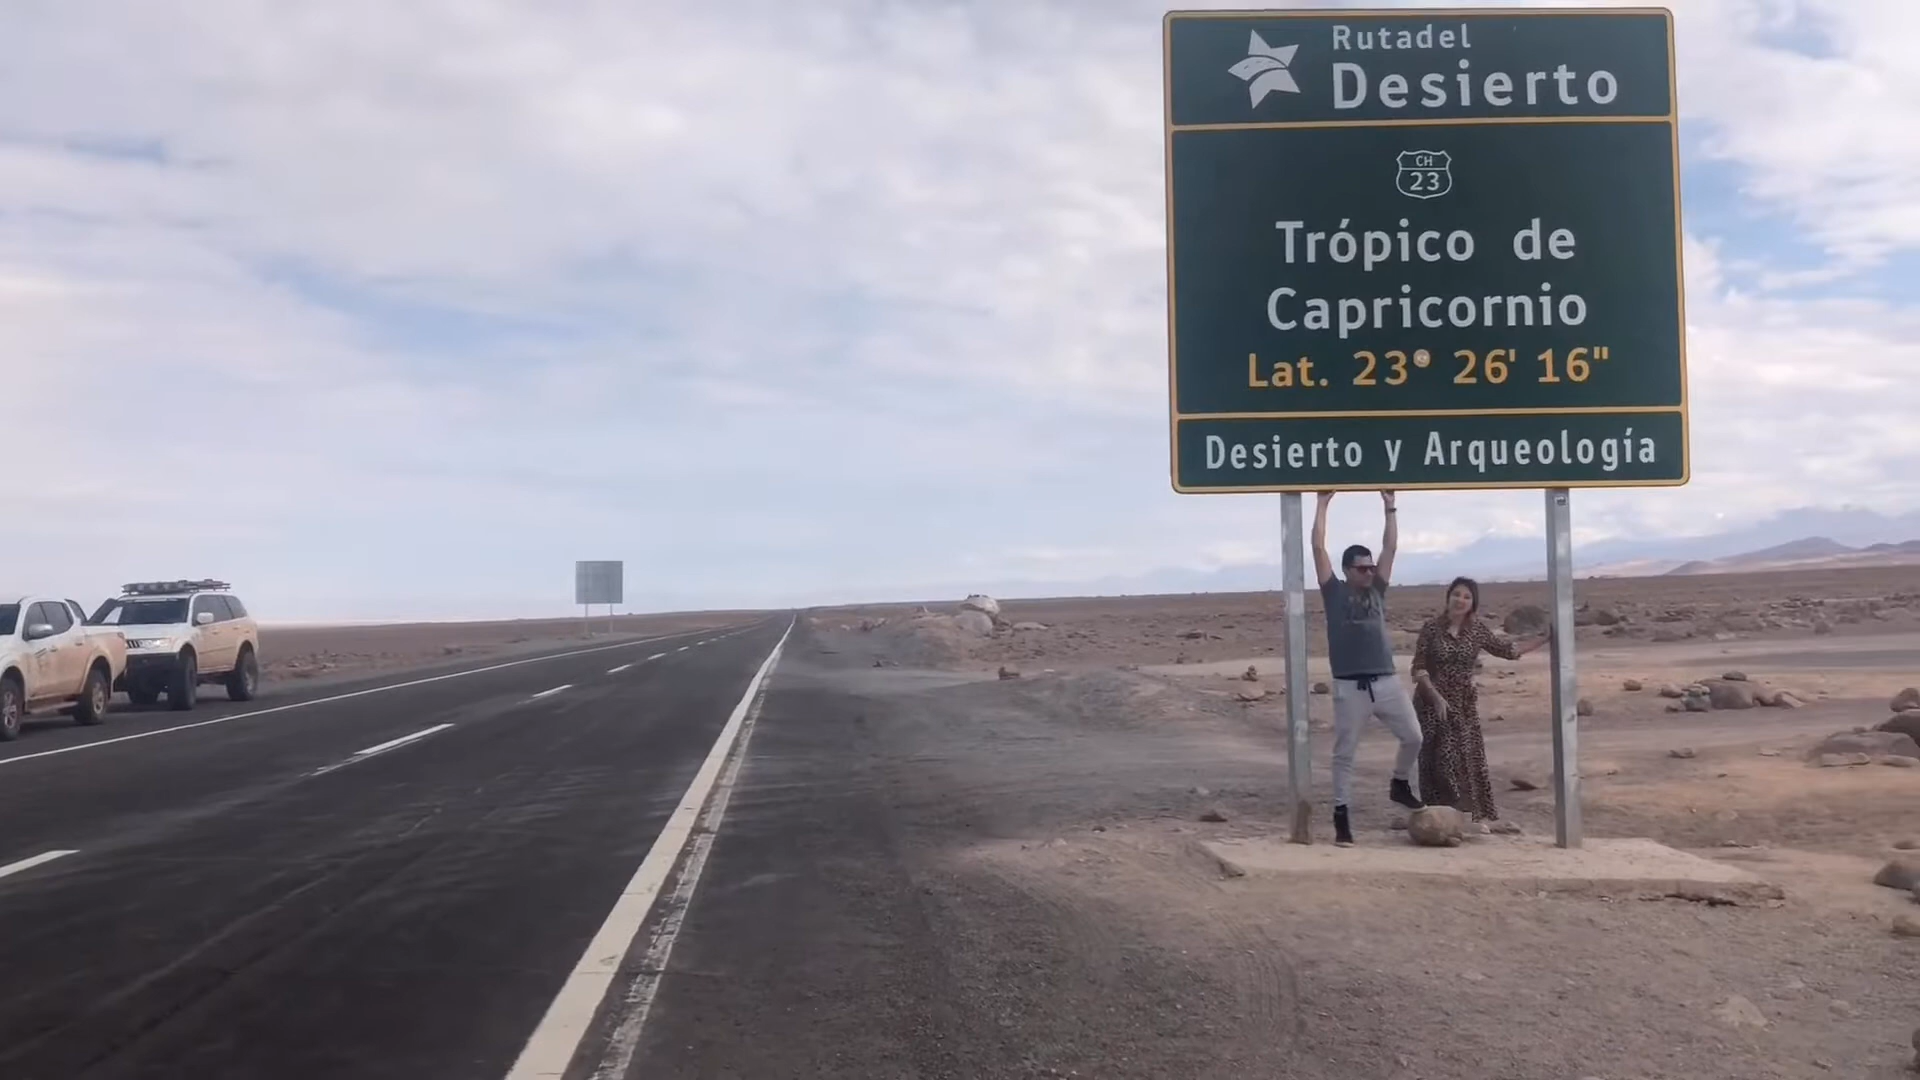 Rutadel
Desierto
CH
23
Trópico de
Capricornio
Lat. 23° 26' 16"
Desierto y Arqueología